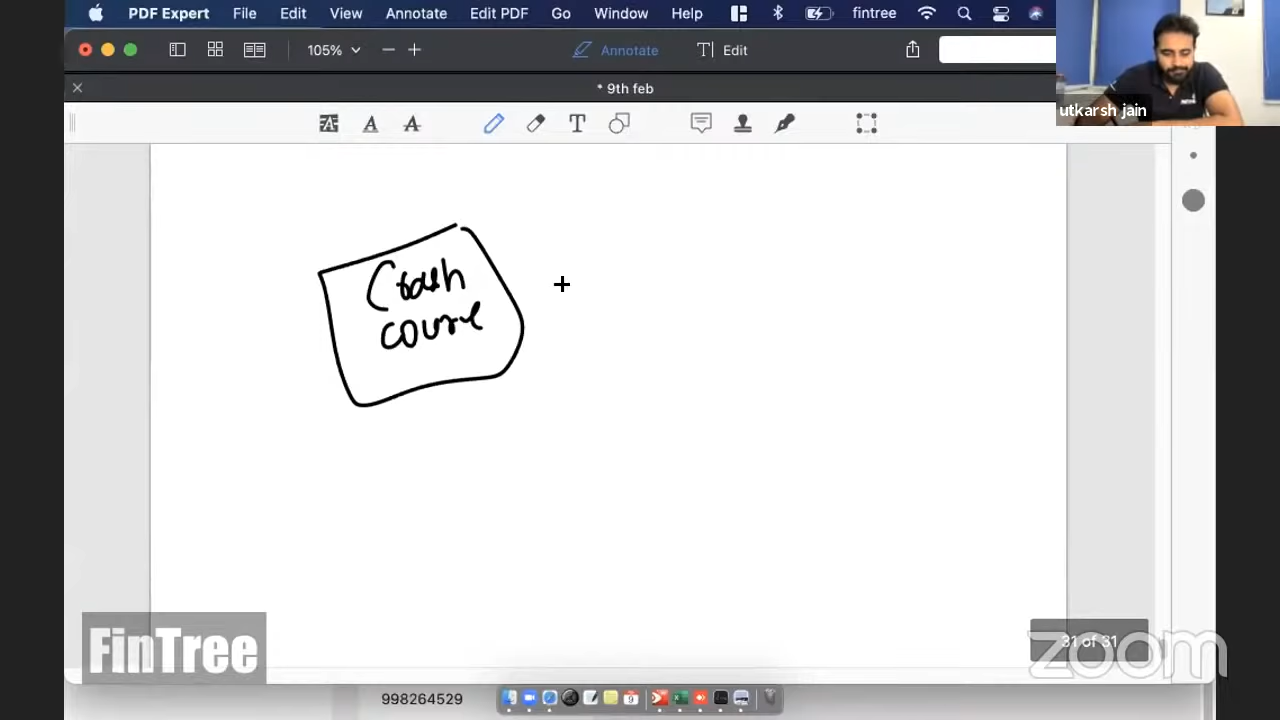 PDF Expert File Edit View Annotate Edit PDF Go Window Help fintree
105% Annotate T| Edit
* 9th feb
utkarsh jain
Crash
course
31 of 31
FinTree
zoom
998264529